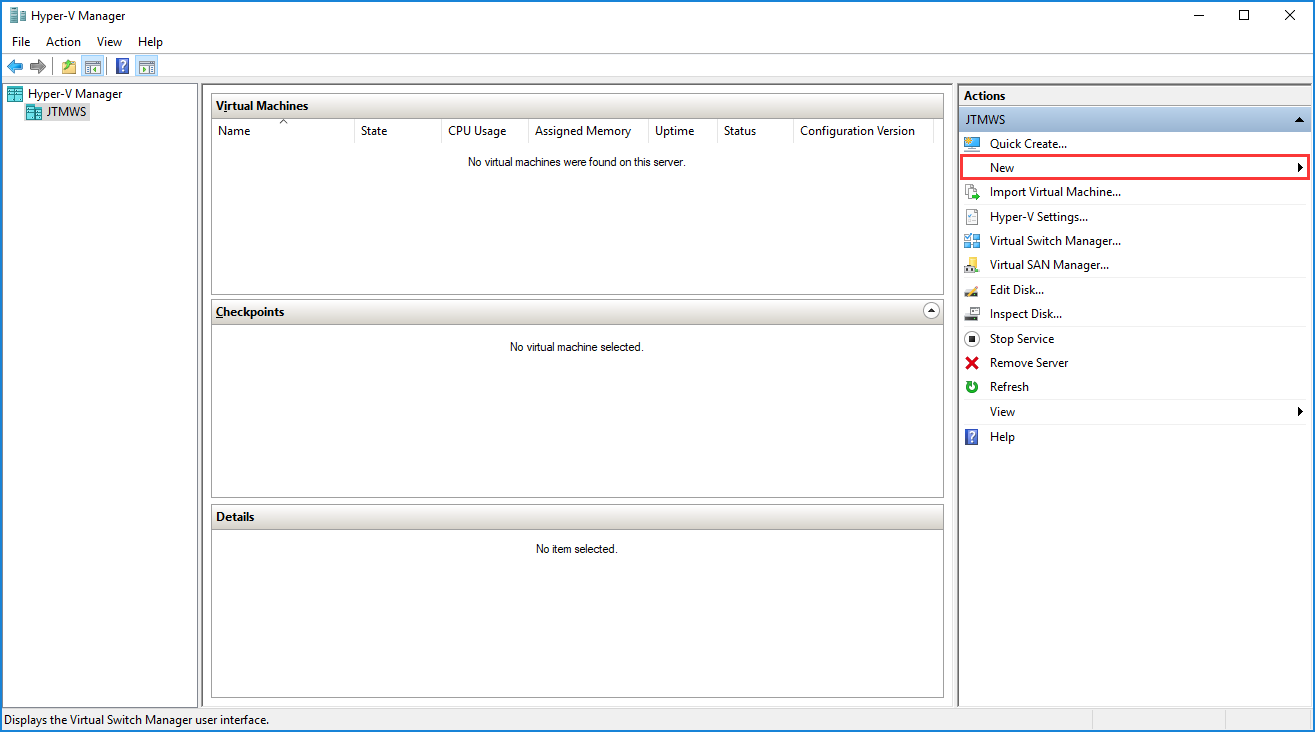 Hyper-V Manager
File Action View Help
Hyper-V Manager
JTMWS
Virtual Machines
Name State CPU Usage Assigned Memory Uptime Status Configuration Version
No virtual machines were found on this server.
Checkpoints
No virtual machine selected.
Details
No item selected.
Actions
JTMWS
Quick Create...
New
Import Virtual Machine...
Hyper-V Settings...
Virtual Switch Manager...
Virtual SAN Manager...
Edit Disk...
Inspect Disk...
Stop Service
Remove Server
Refresh
View
Help
Displays the Virtual Switch Manager user interface.